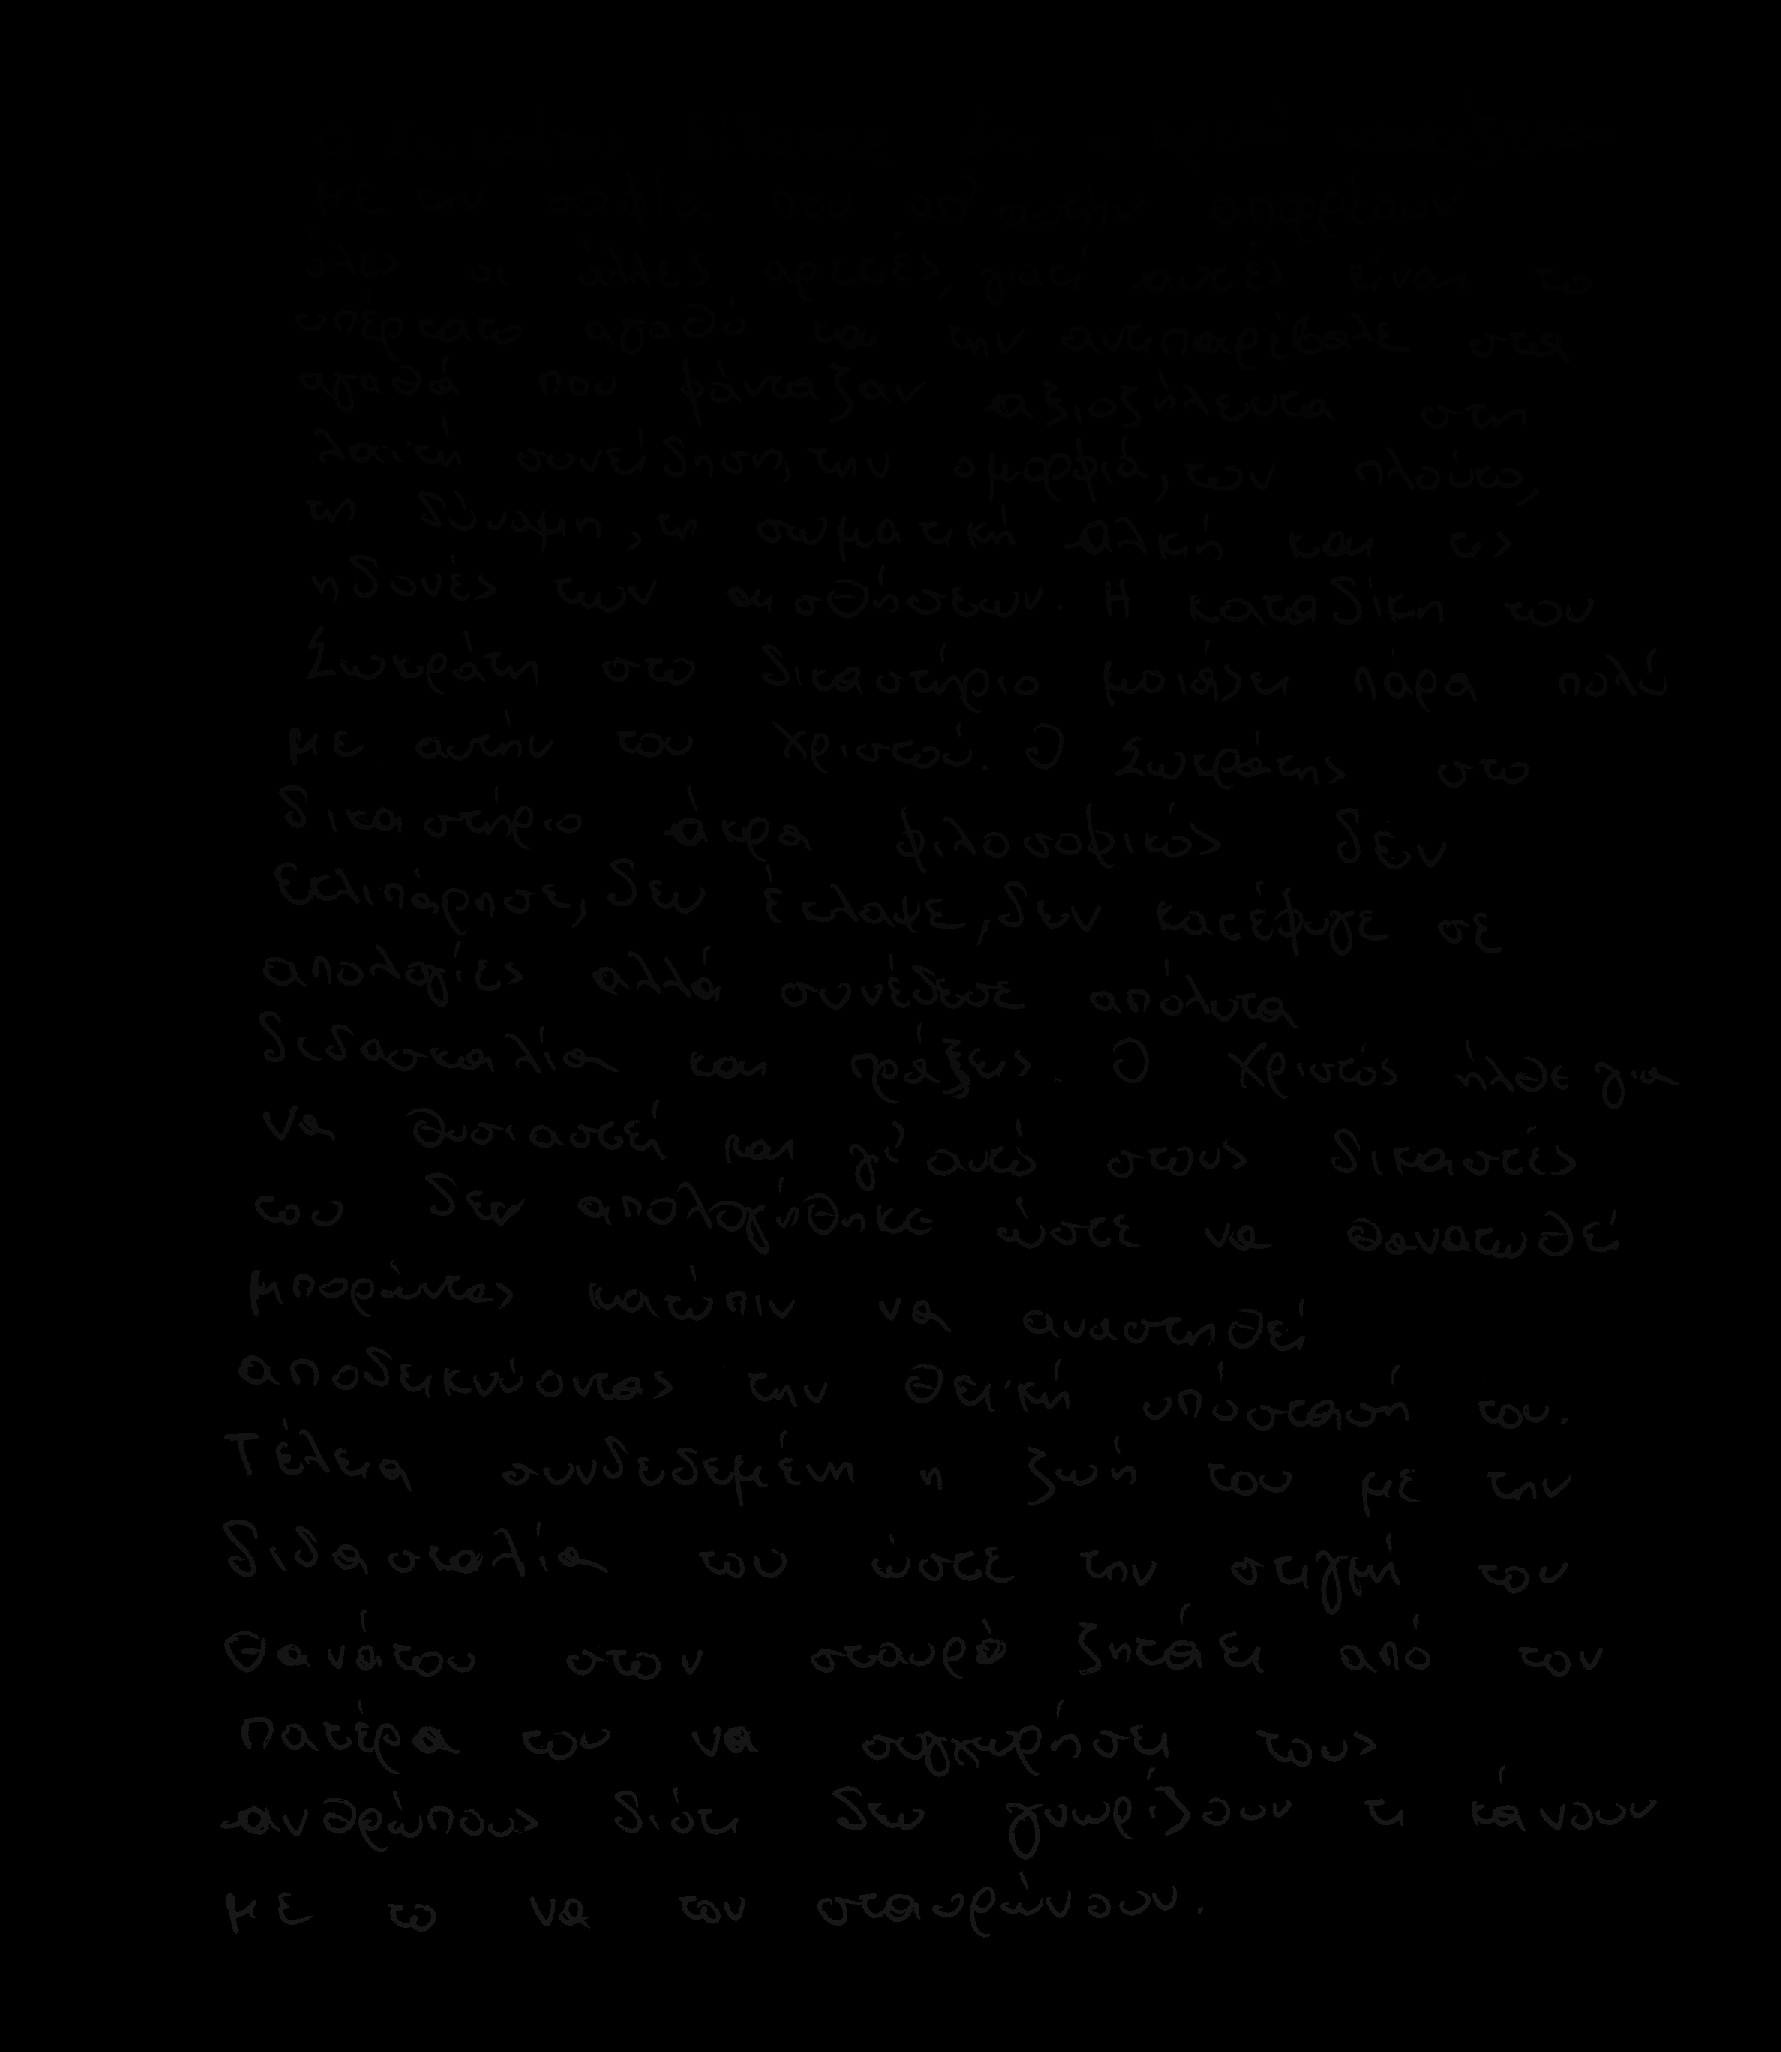 με την σοφία που απ' αυτήν απορρέουν
όλες οι άλλες αρετές, γιατί αυτές είναι το
υπέρτατο αγαθό και την αντιπαρέβαλε στα
αγαθά που φάνταζαν αξιοζήλευτα στη
λαϊκή συνείδηση, την ομορφιά, τον πλούτο,
τη δύναμη, τη σωματική αλκή και τις
ηδονές των αισθήσεων. Η καταδίκη του
Σωκράτη στο δικαστήριο μοιάζει πάρα πολύ
με αυτήν του Χριστού. Ο Σωκράτης στο
δικαστήριο άκρα φιλοσοφικός δέν
εκλιπάρησε, δεν έκλαψε, δεν κατέφυγε σε
απολογίες αλλά συνέδεσε απόλυτα
διδασκαλία και πράξεις. Ο Χριστός ήλθε για
να θυσιαστεί και γι' αυτό στους δικαστές
του δεν απολογήθηκε ώστε να θανατωθεί
μπορώντας κατόπιν να αναστηθεί
αποδεικνύοντας την θεϊκή υπόστασή του.
Τέλεια συνδεδεμένη η ζωή του με την
διδασκαλία του ώστε την στιγμή του
θανάτου στον σταυρό ζητάει από τον
πατέρα του να συγχωρήσει τους
ανθρώπους διότι δεν γνωρίζουν τι κάνουν
με το να τον σταυρώνουν.